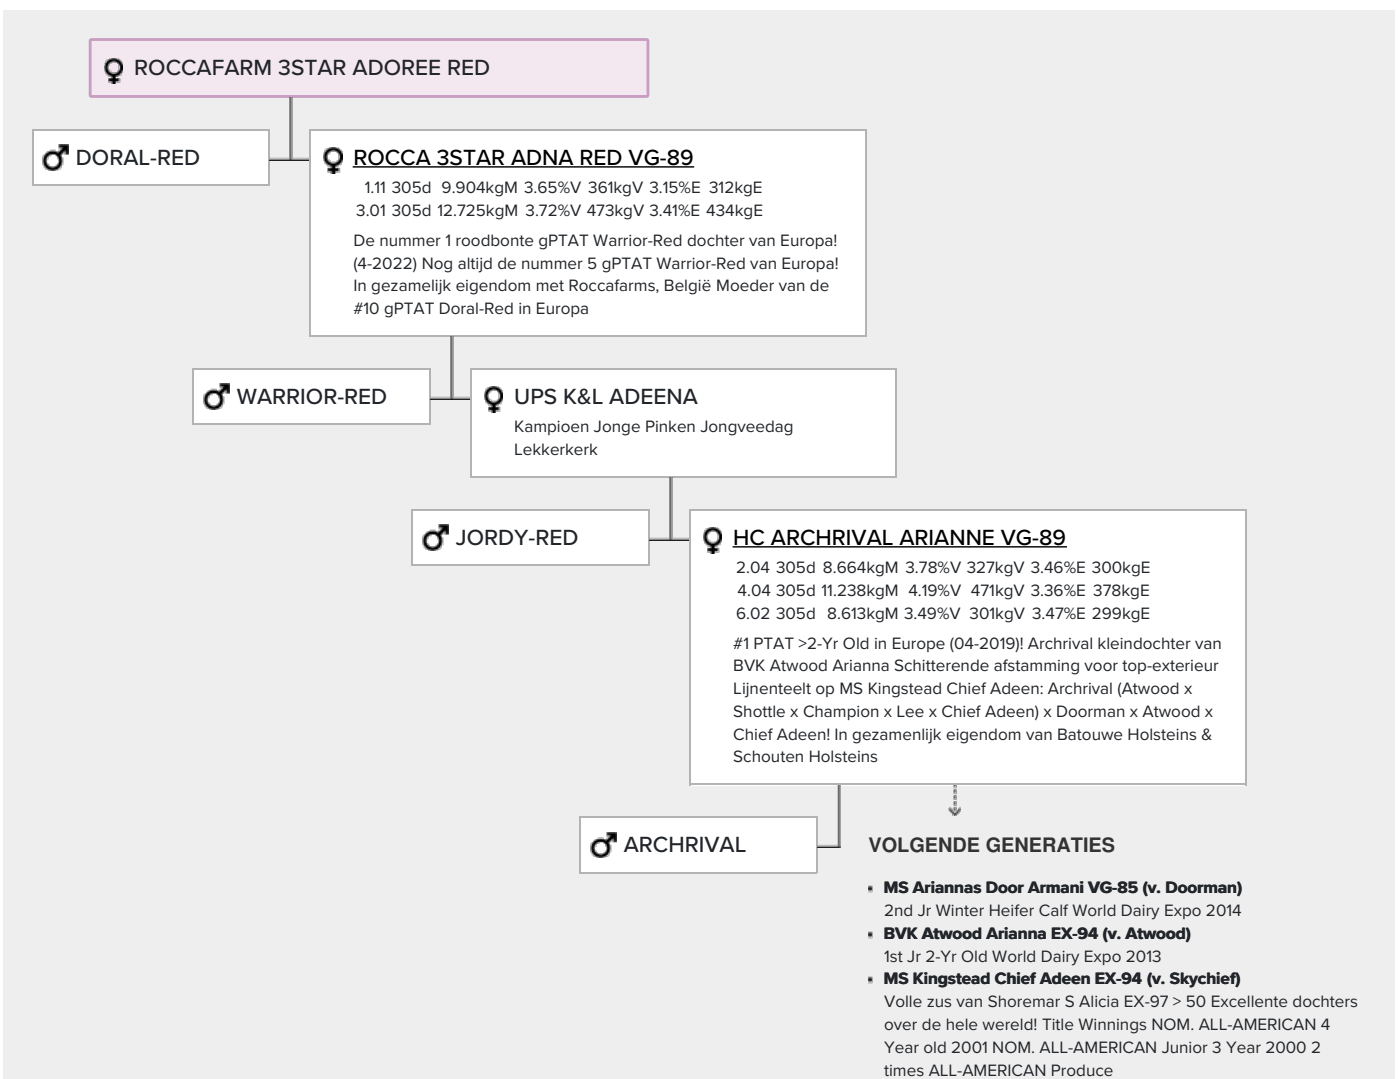 ROCCAFARM 3STAR ADOREE RED
DORAL-RED
ROCCA 3STAR ADNA RED VG-89
1.11 305d 9.904kgM 3.65%V 361kgV 3.15%E 312kgE
3.01 305d 12.725kgM 3.72%V 473kgV 3.41%E 434kgE
De nummer 1 roodbonte gPTAT Warrior-Red dochter van Europa!
(4-2022) Nog altijd de nummer 5 gPTAT Warrior-Red van Europa!
In gezamelijk eigendom met Roccafarms, België Moeder van de
#10 gPTAT Doral-Red in Europa
WARRIOR-RED
UPS K&L ADEENA
Kampioen Jonge Pinken Jongveedag
Lekkerkerk
JORDY-RED
HC ARCHRIVAL ARIANNE VG-89
2.04 305d 8.664kgM 3.78%V 327kgV 3.46%E 300kgE
4.04 305d 11.238kgM 4.19%V 471kgV 3.36%E 378kgE
6.02 305d 8.613kgM 3.49%V 301kgV 3.47%E 299kgE
#1 PTAT >2-Yr Old in Europe (04-2019)! Archrival kleindochter van
BVK Atwood Arianna Schitterende afstamming voor top-exterieur
Lijnenteelt op MS Kingstead Chief Adeen: Archrival (Atwood x
Shottle x Champion x Lee x Chief Adeen) x Doorman x Atwood x
Chief Adeen! In gezamenlijk eigendom van Batouwe Holsteins &
Schouten Holsteins
ARCHRIVAL
VOLGENDE GENERATIES
▪ MS Ariannas Door Armani VG-85 (v. Doorman)
2nd Jr Winter Heifer Calf World Dairy Expo 2014
▪ BVK Atwood Arianna EX-94 (v. Atwood)
1st Jr 2-Yr Old World Dairy Expo 2013
▪ MS Kingstead Chief Adeen EX-94 (v. Skychief)
Volle zus van Shoremar S Alicia EX-97 > 50 Excellente dochters
over de hele wereld! Title Winnings NOM. ALL-AMERICAN 4
Year old 2001 NOM. ALL-AMERICAN Junior 3 Year 2000 2
times ALL-AMERICAN Produce